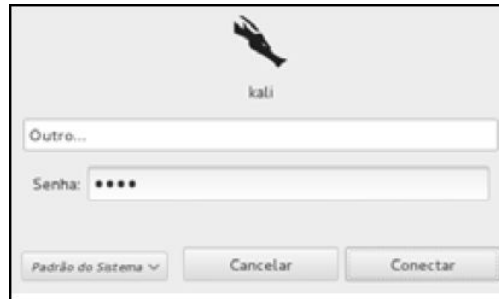 kali
Outro...
Senha: ••••
Padrão do Sistema
Cancelar
Conectar